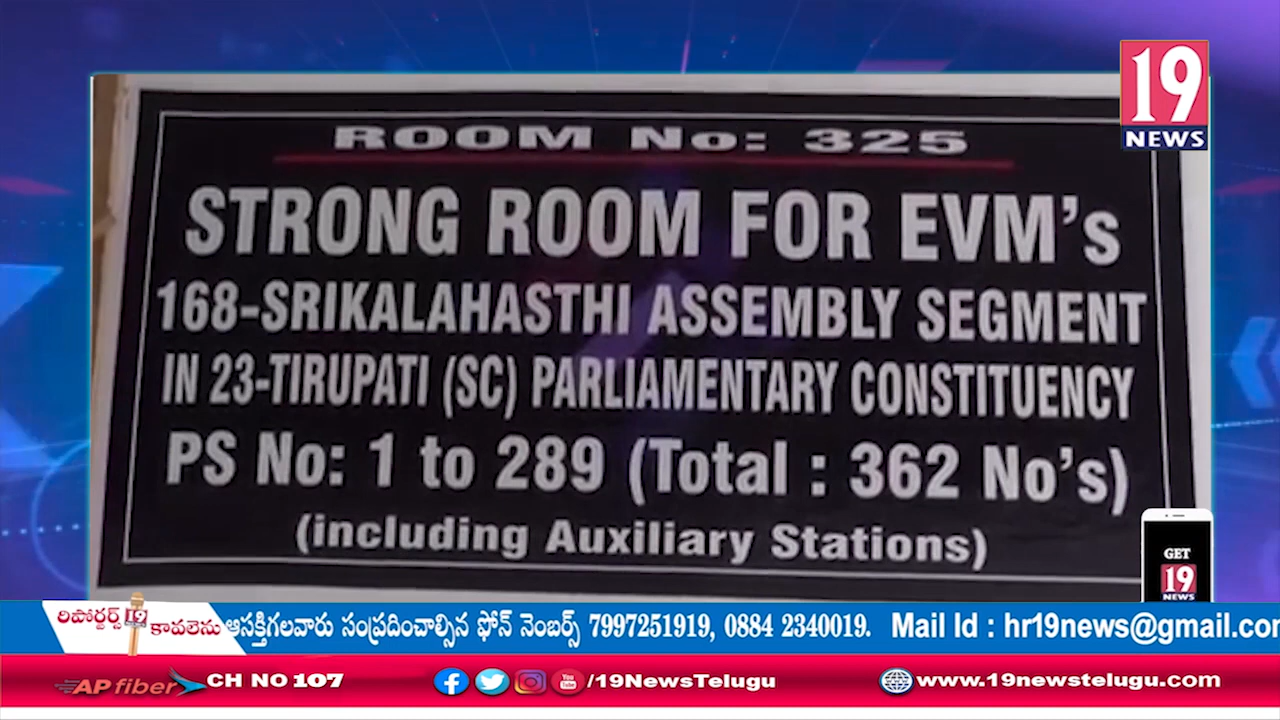 19
NEWS
ROOM No: 325
STRONG ROOM FOR EVM's
168-SRIKALAHASTHI ASSEMBLY SEGMENT
IN 23-TIRUPATI (SC) PARLIAMENTARY CONSTITUENCY
PS No: 1 to 289 (Total : 362 No's)
(including Auxiliary Stations)
GET
19
NEWS
రిపోర్టర్స్ 19 కావలెను ఆసక్తిగలవారు సంప్రదించాల్సిన ఫోన్ నెంబర్స్ 7997251919, 0884 2340019. Mail Id : hr19news@gmail.com
AP fiber CH NO 107 /19NewsTelugu www.19newstelugu.com